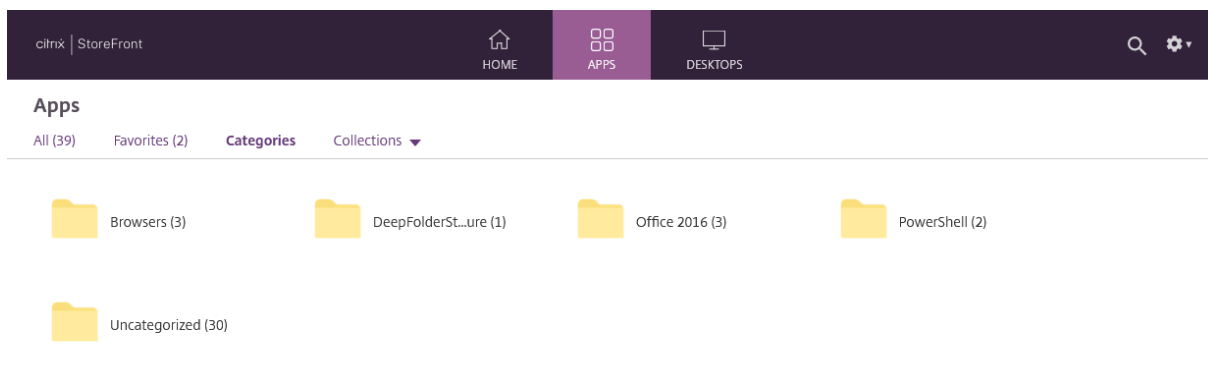 citrix | StoreFront
HOME
APPS
DESKTOPS
Apps
All (39) Favorites (2) Categories Collections
Browsers (3) DeepFolderSt...ure (1) Office 2016 (3) PowerShell (2)
Uncategorized (30)